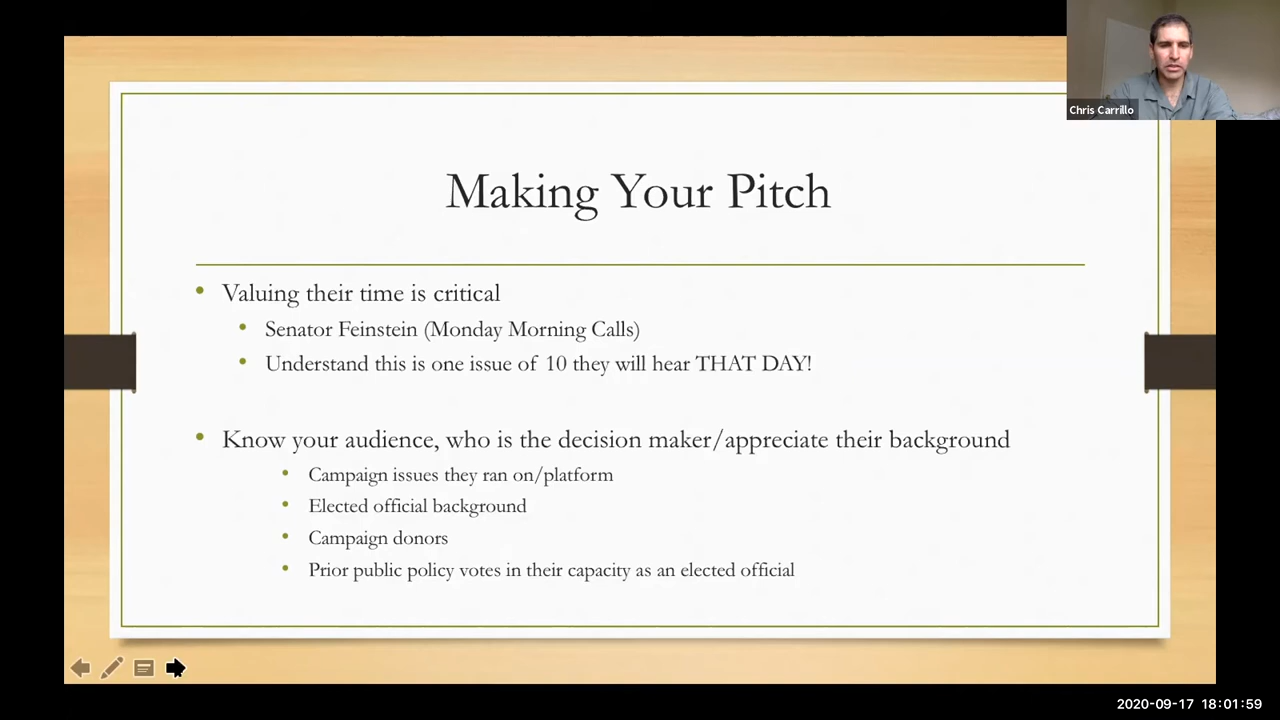 Chris Carrillo
Making Your Pitch
• Valuing their time is critical
• Senator Feinstein (Monday Morning Calls)
• Understand this is one issue of 10 they will hear THAT DAY!
• Know your audience, who is the decision maker/appreciate their background
• Campaign issues they ran on/platform
• Elected official background
• Campaign donors
• Prior public policy votes in their capacity as an elected official
2020-09-17 18:01:59